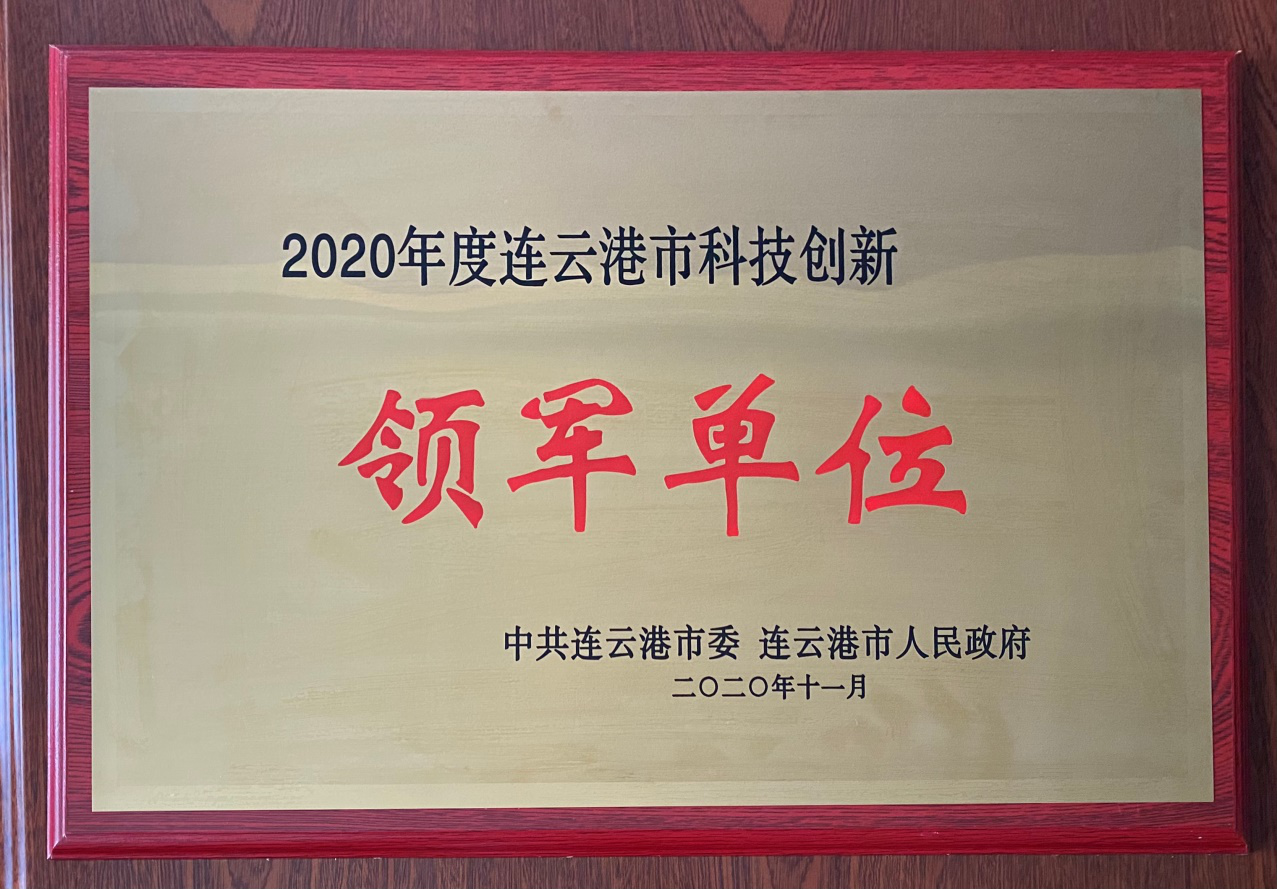 2020年度连云港市科技创新
领军单位
中共连云港市委 连云港市人民政府
二〇二〇年十一月